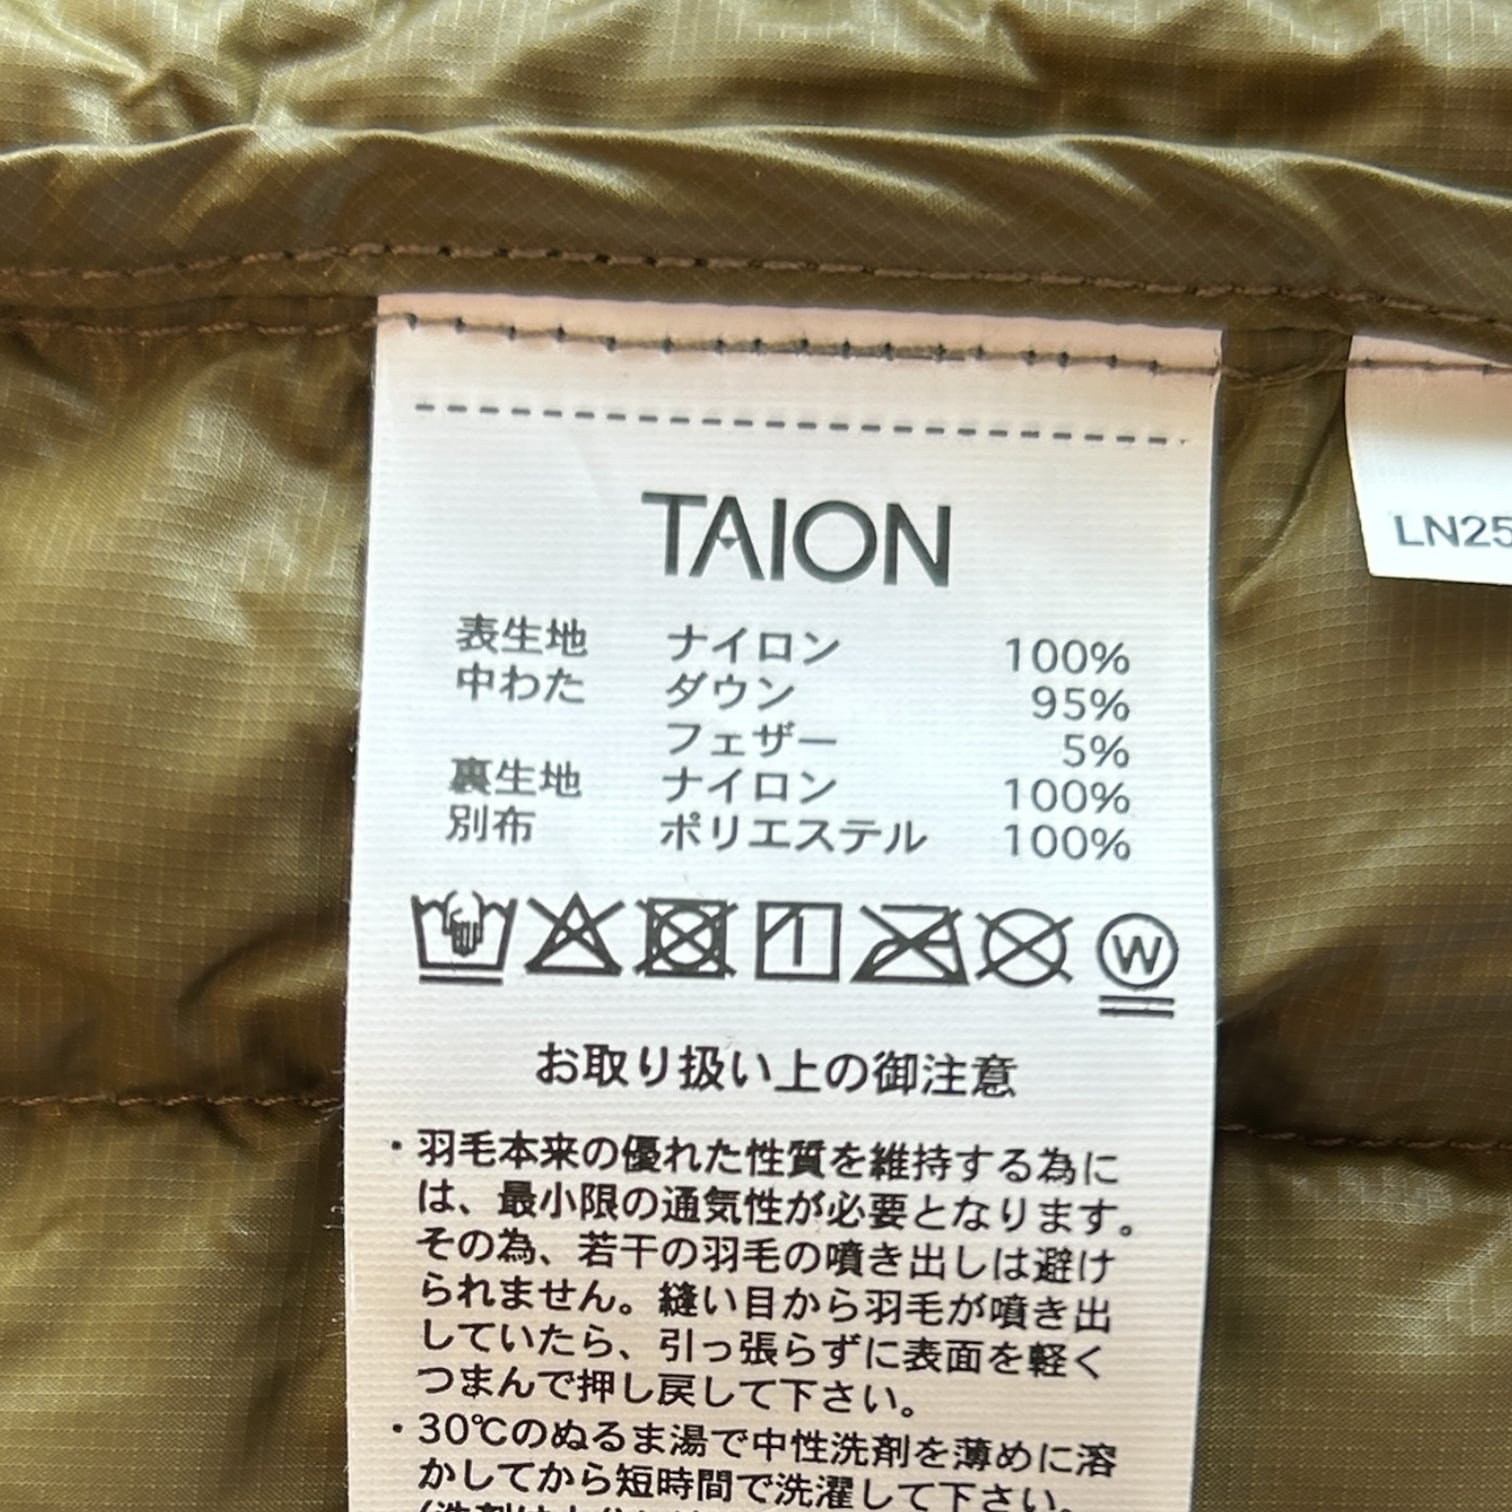 TAION
表生地 ナイロン 100%
中わた ダウン 95%
フェザー 5%
裏生地 ナイロン 100%
別布 ポリエステル 100%
W
お取り扱い上の御注意
・羽毛本来の優れた性質を維持する為に
は、最小限の通気性が必要となります。
その為、若干の羽毛の噴き出しは避け
られません。縫い目から羽毛が噴き出
していたら、引っ張らずに表面を軽く
つまんで押し戻して下さい。
・30℃のぬるま湯で中性洗剤を薄めに溶
かしてから短時間で洗濯して下さい。
LN25